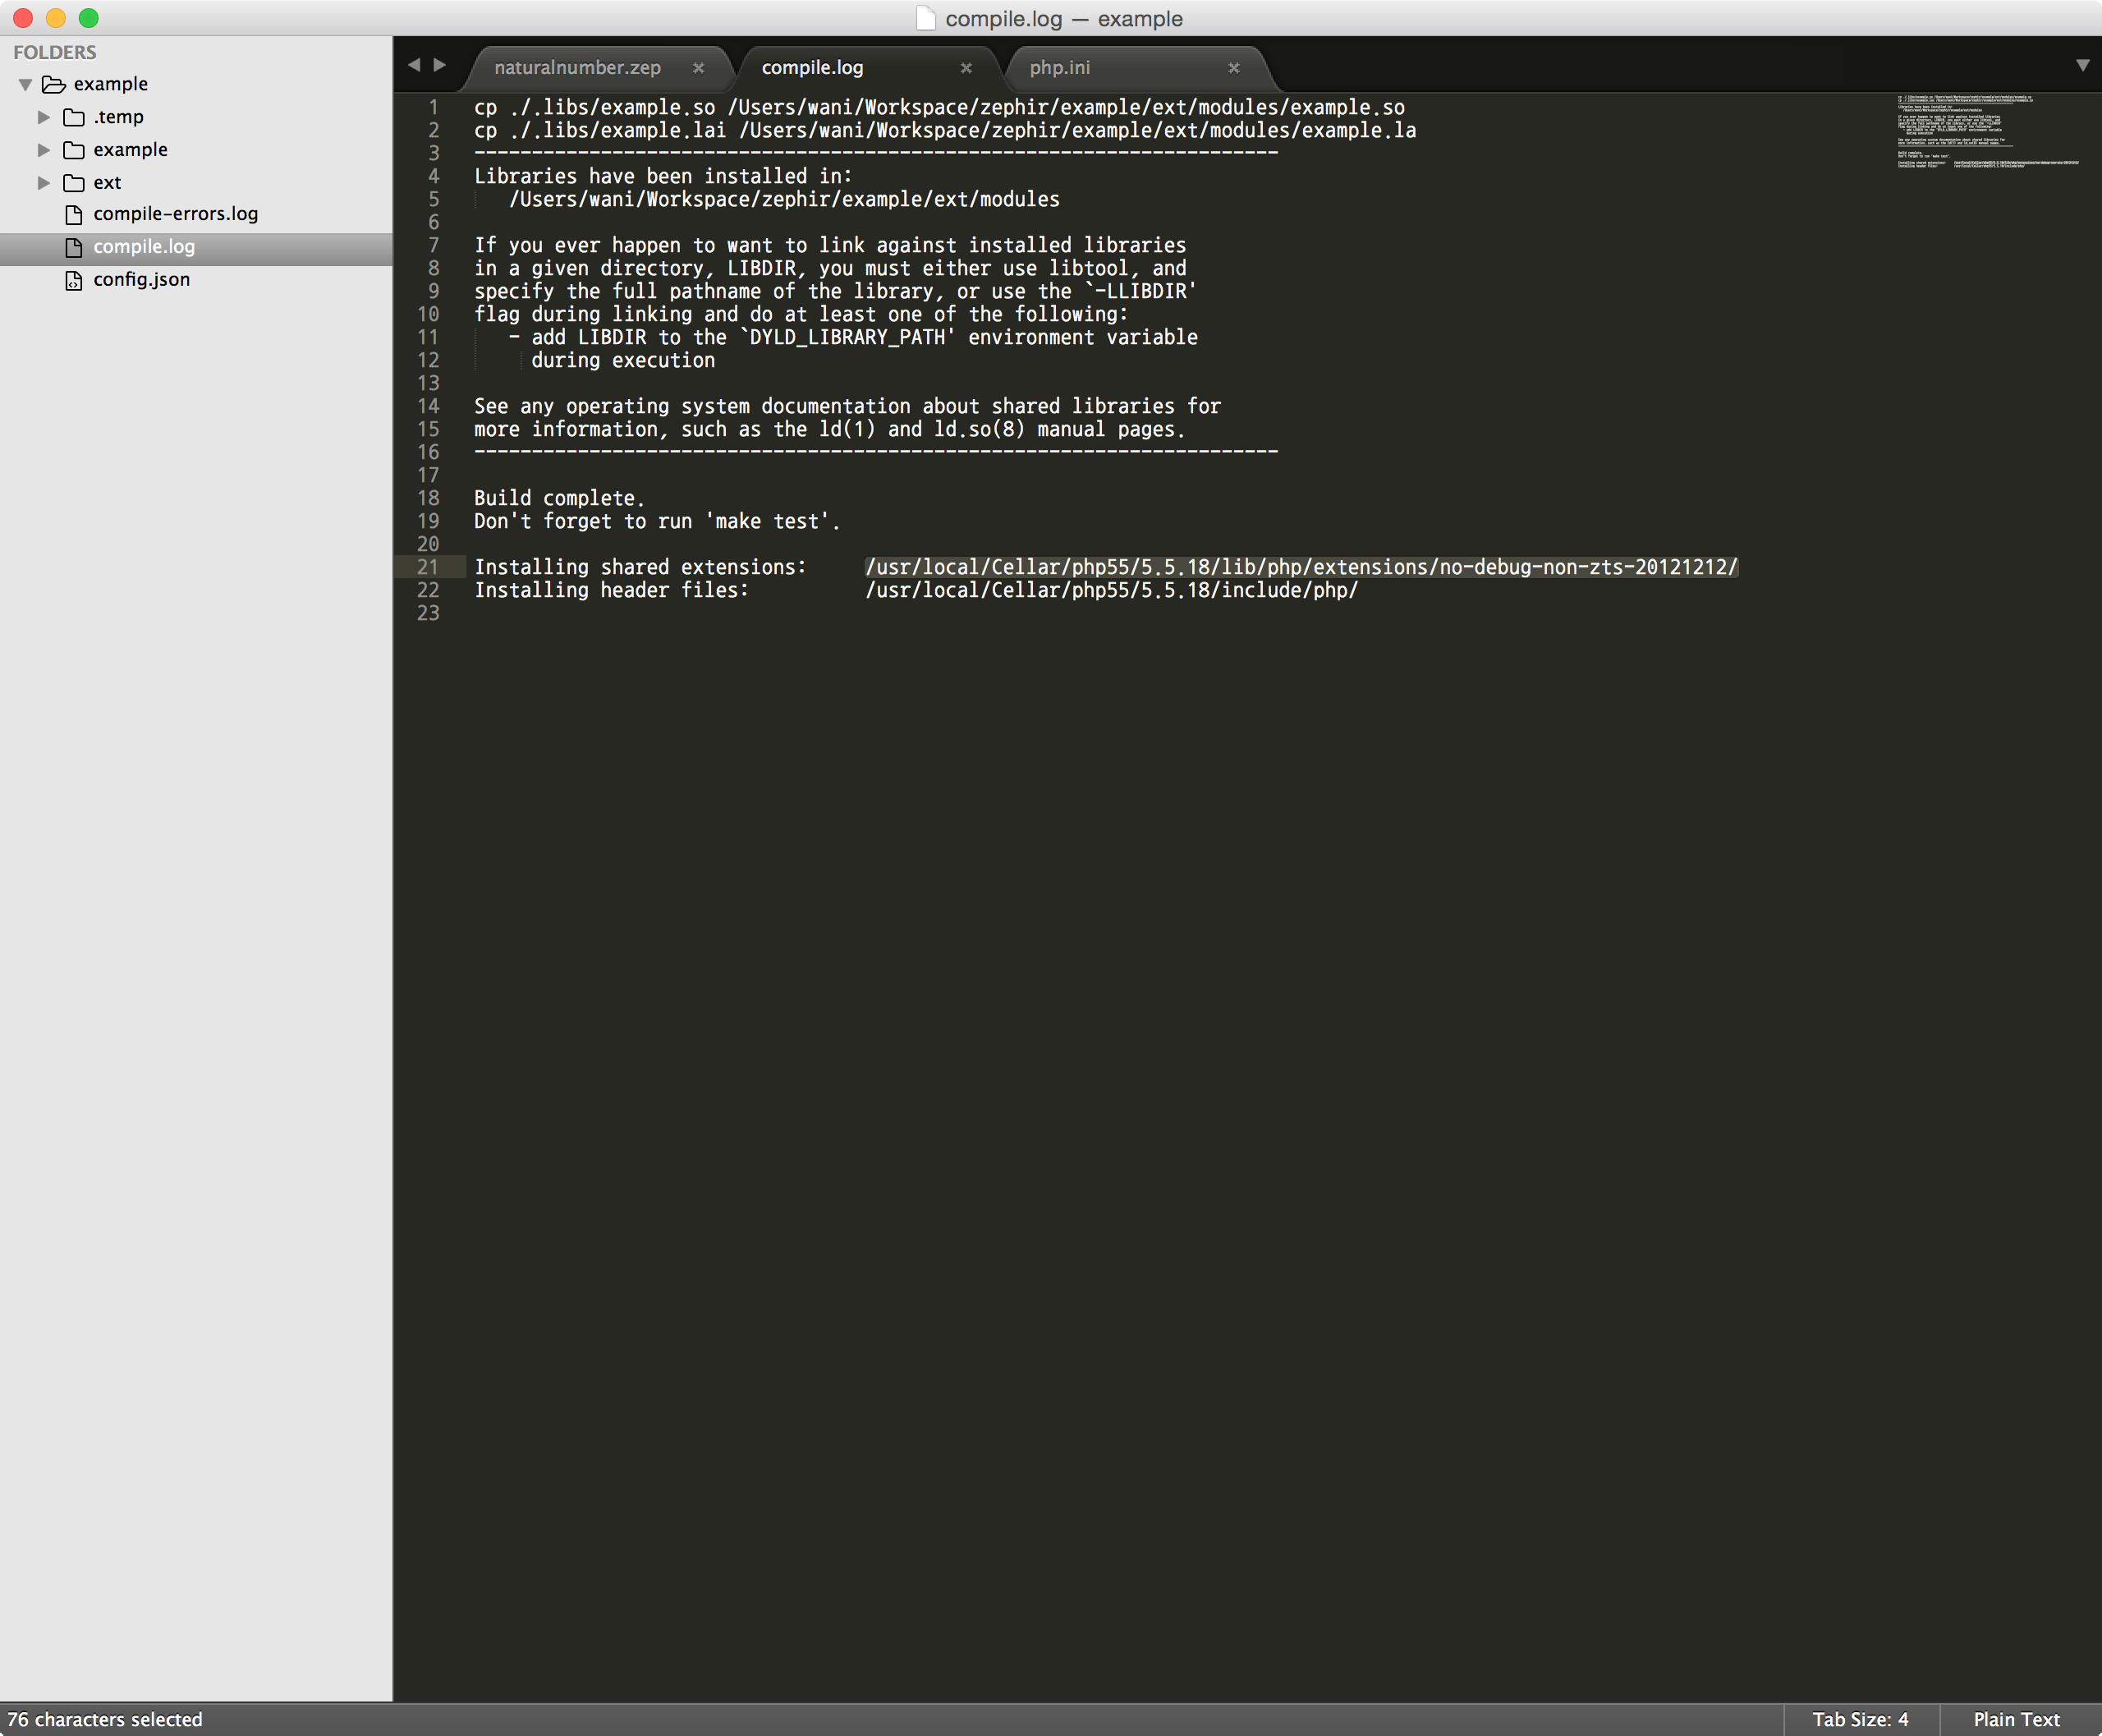 compile.log — example
FOLDERS
example
.temp
example
ext
compile-errors.log
compile.log
config.json
naturalnumber.zep
compile.log
php.ini
1 cp ./.libs/example.so /Users/wani/Workspace/zephir/example/ext/modules/example.so
2 cp ./.libs/example.lai /Users/wani/Workspace/zephir/example/ext/modules/example.la
3 ----------------------------------------------------------------------
4 Libraries have been installed in:
5    /Users/wani/Workspace/zephir/example/ext/modules
6
7 If you ever happen to want to link against installed libraries
8 in a given directory, LIBDIR, you must either use libtool, and
9 specify the full pathname of the library, or use the `-LLIBDIR'
10 flag during linking and do at least one of the following:
11    - add LIBDIR to the `DYLD_LIBRARY_PATH' environment variable
12      during execution
13
14 See any operating system documentation about shared libraries for
15 more information, such as the ld(1) and ld.so(8) manual pages.
16 ----------------------------------------------------------------------
17
18 Build complete.
19 Don't forget to run 'make test'.
20
21 Installing shared extensions:     /usr/local/Cellar/php55/5.5.18/lib/php/extensions/no-debug-non-zts-20121212/
22 Installing header files:          /usr/local/Cellar/php55/5.5.18/include/php/
23
76 characters selected
Tab Size: 4
Plain Text